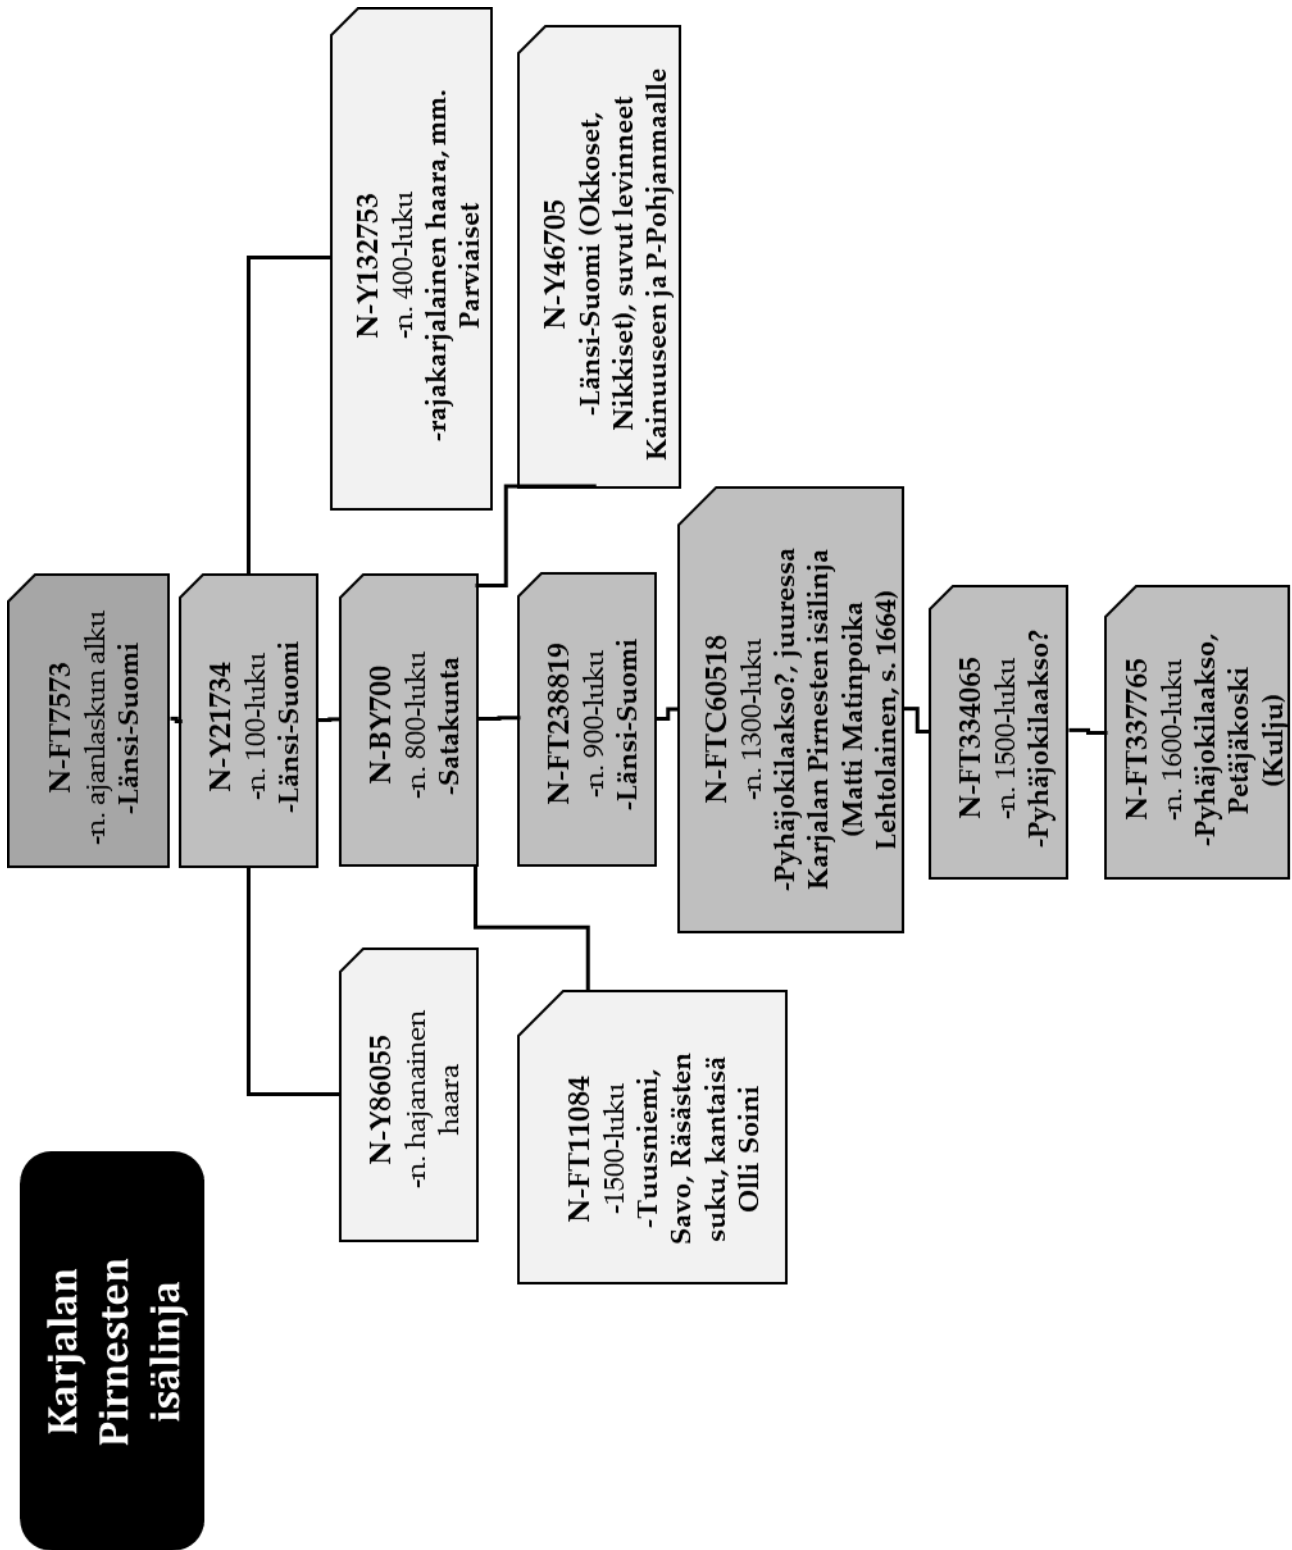 Karjalan
Pirnesten
isälinja
N-FT7573
-n. ajanlaskun alku
-Länsi-Suomi
N-Y21734
-n. 100-luku
-Länsi-Suomi
N-Y86055
-n. hajanainen
haara
N-BY700
-n. 800-luku
-Satakunta
N-Y132753
-n. 400-luku
-rajakarjalainen haara, mm.
Parviaiset
N-FT11084
-1500-luku
-Tuusniemi,
Savo, Räsästen
suku, kantaisä
Olli Soini
N-FT238819
-n. 900-luku
-Länsi-Suomi
N-Y46705
-Länsi-Suomi (Okkoset,
Nikkiset), suvut levinneet
Kainuuseen ja P-Pohjanmaalle
N-FTC60518
-n. 1300-luku
-Pyhäjokilaakso?, juuressa
Karjalan Pirnesten isälinja
(Matti Matinpoika
Lehtolainen, s. 1664)
N-FT334065
-n. 1500-luku
-Pyhäjokilaakso?
N-FT337765
-n. 1600-luku
-Pyhäjokilaakso,
Petäjäkoski
(Kulju)